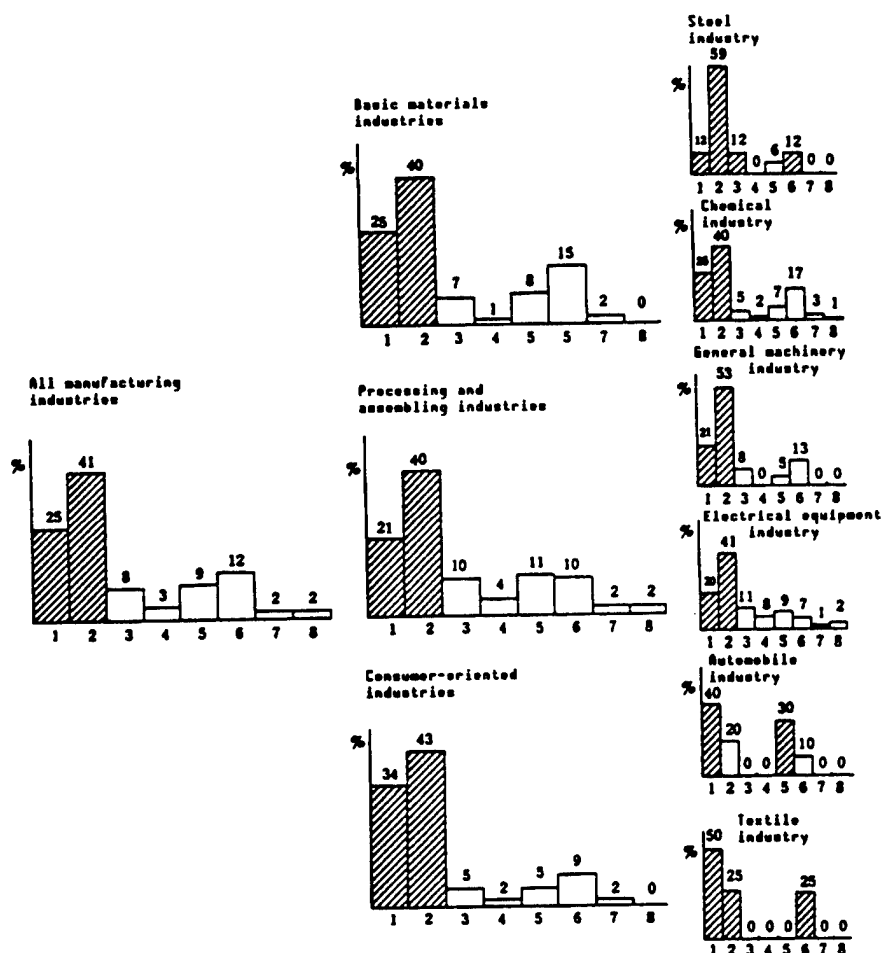 Steel
industry
59
%
12 12 0 6 12 0 0
1 2 3 4 5 6 7 8
Basic materials
industries
%
25 40 7 1 8 15 2 0
1 2 3 4 5 5 7 8
Chemical
industry
%
25 40 5 2 7 17 3 1
1 2 3 4 5 6 7 8
General machinery
industry
%
21 53 8 0 5 13 0 0
1 2 3 4 5 6 7 8
All manufacturing
industries
%
25 41 8 3 9 12 2 2
1 2 3 4 5 6 7 8
Processing and
assembling industries
%
21 40 10 4 11 10 2 2
1 2 3 4 5 6 7 8
Electrical equipment
industry
%
20 41 11 8 9 7 1 2
1 2 3 4 5 6 7 8
Consumer-oriented
industries
%
34 43 5 2 5 9 2 0
1 2 3 4 5 6 7 8
Automobile
industry
%
40 20 0 0 30 10 0 0
1 2 3 4 5 6 7 8
Textile
industry
%
50 25 0 0 0 25 0 0
1 2 3 4 5 6 7 8